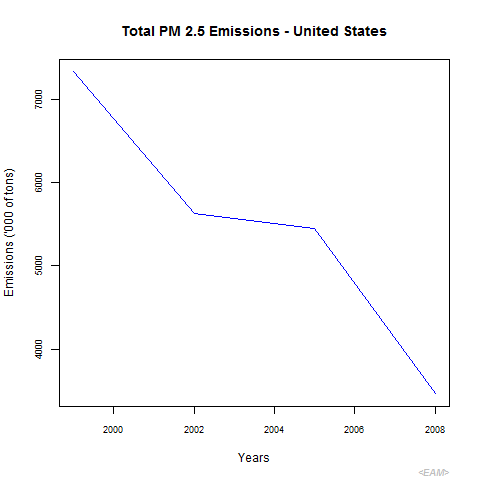 Total PM 2.5 Emissions - United States
Emissions ('000 of tons)
7000
6000
5000
4000
2000 2002 2004 2006 2008
Years
<EAM>